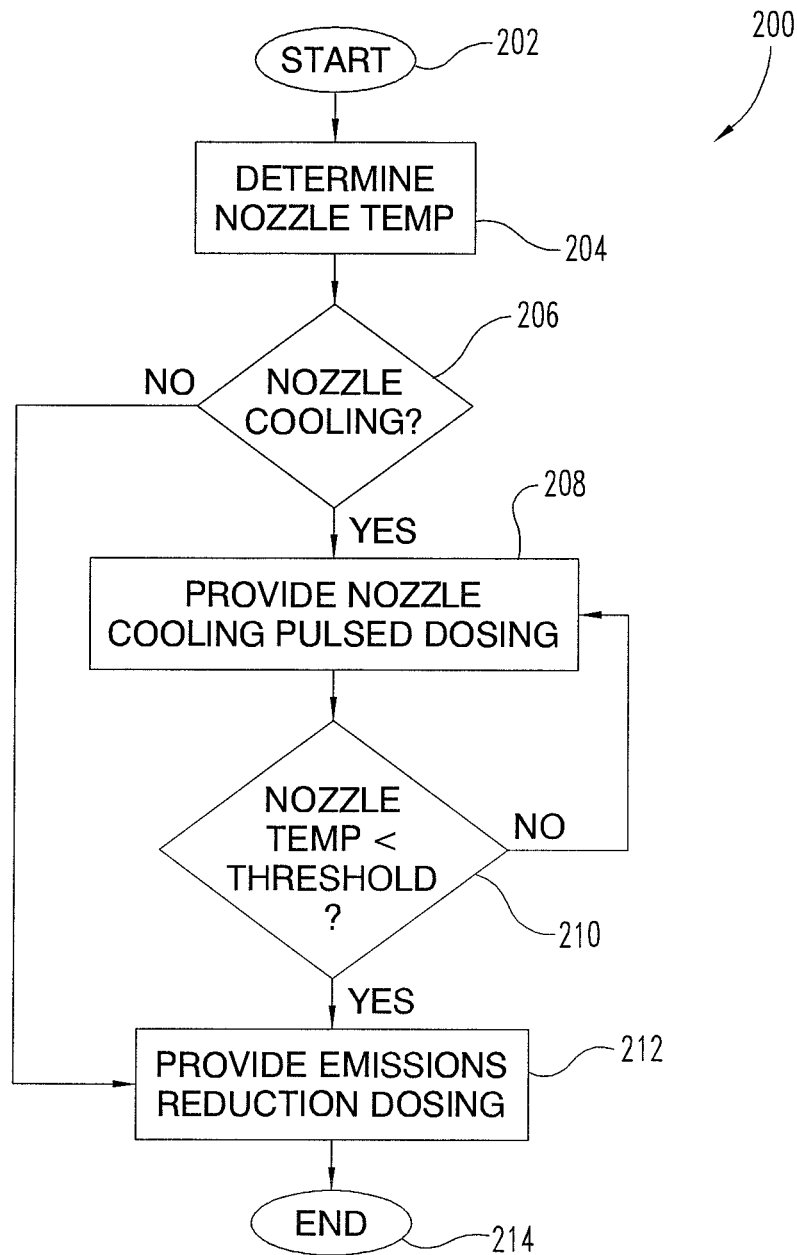 200
START
202
DETERMINE
NOZZLE TEMP
204
206
NO
NOZZLE
COOLING?
YES
208
PROVIDE NOZZLE
COOLING PULSED DOSING
NOZZLE
TEMP <
THRESHOLD
?
NO
210
YES
PROVIDE EMISSIONS
REDUCTION DOSING
212
END
214